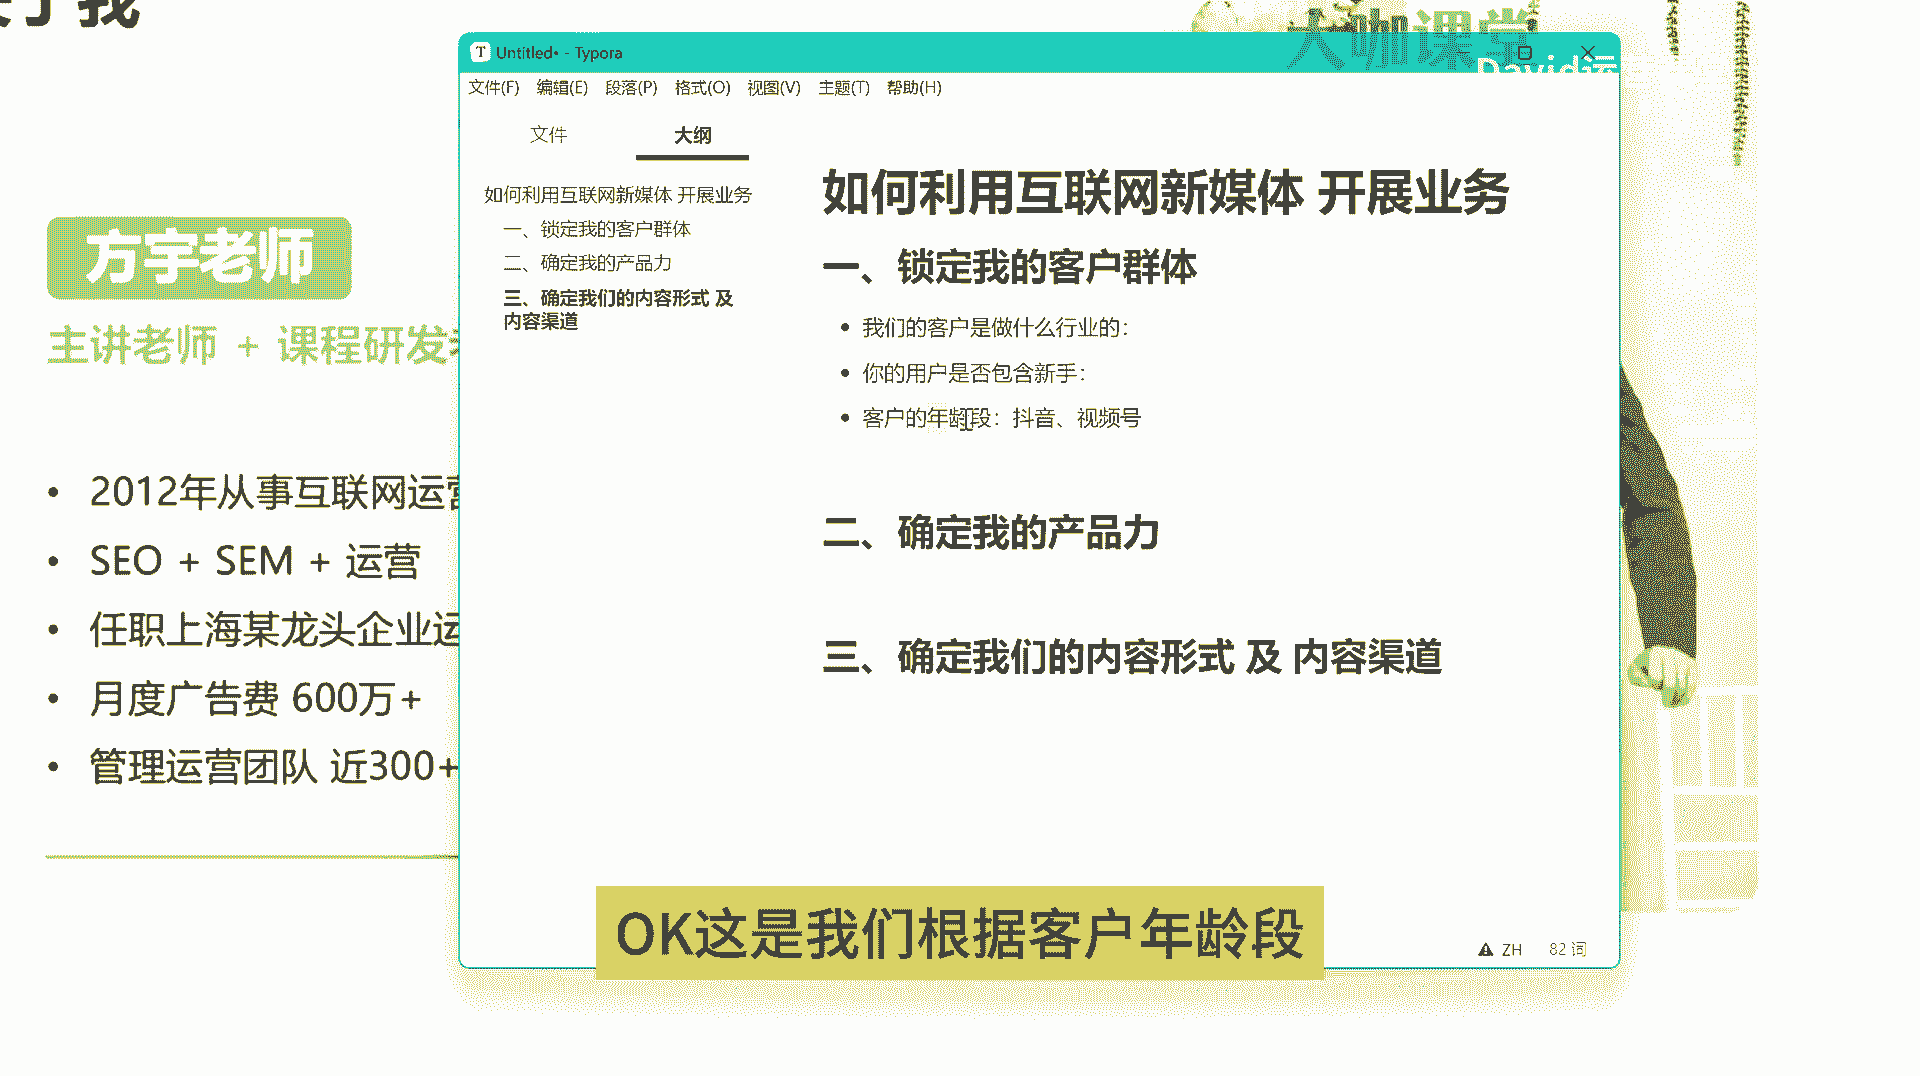 我
大咖课堂
Untitled• - Typora
David运
文件(F) 编辑(E) 段落(P) 格式(O) 视图(V) 主题(T) 帮助(H)
文件 大纲
如何利用互联网新媒体 开展业务
一、锁定我的客户群体
二、确定我的产品力
三、确定我们的内容形式 及
内容渠道
如何利用互联网新媒体 开展业务
一、锁定我的客户群体
我们的客户是做什么行业的：
你的用户是否包含新手：
客户的年龄段：抖音、视频号
二、确定我的产品力
三、确定我们的内容形式 及 内容渠道
方宇老师
主讲老师 + 课程研发
• 2012年从事互联网运营
• SEO + SEM + 运营
• 任职上海某龙头企业运
• 月度广告费 600万+
• 管理运营团队 近300+
OK这是我们根据客户年龄段
ZH 82 词